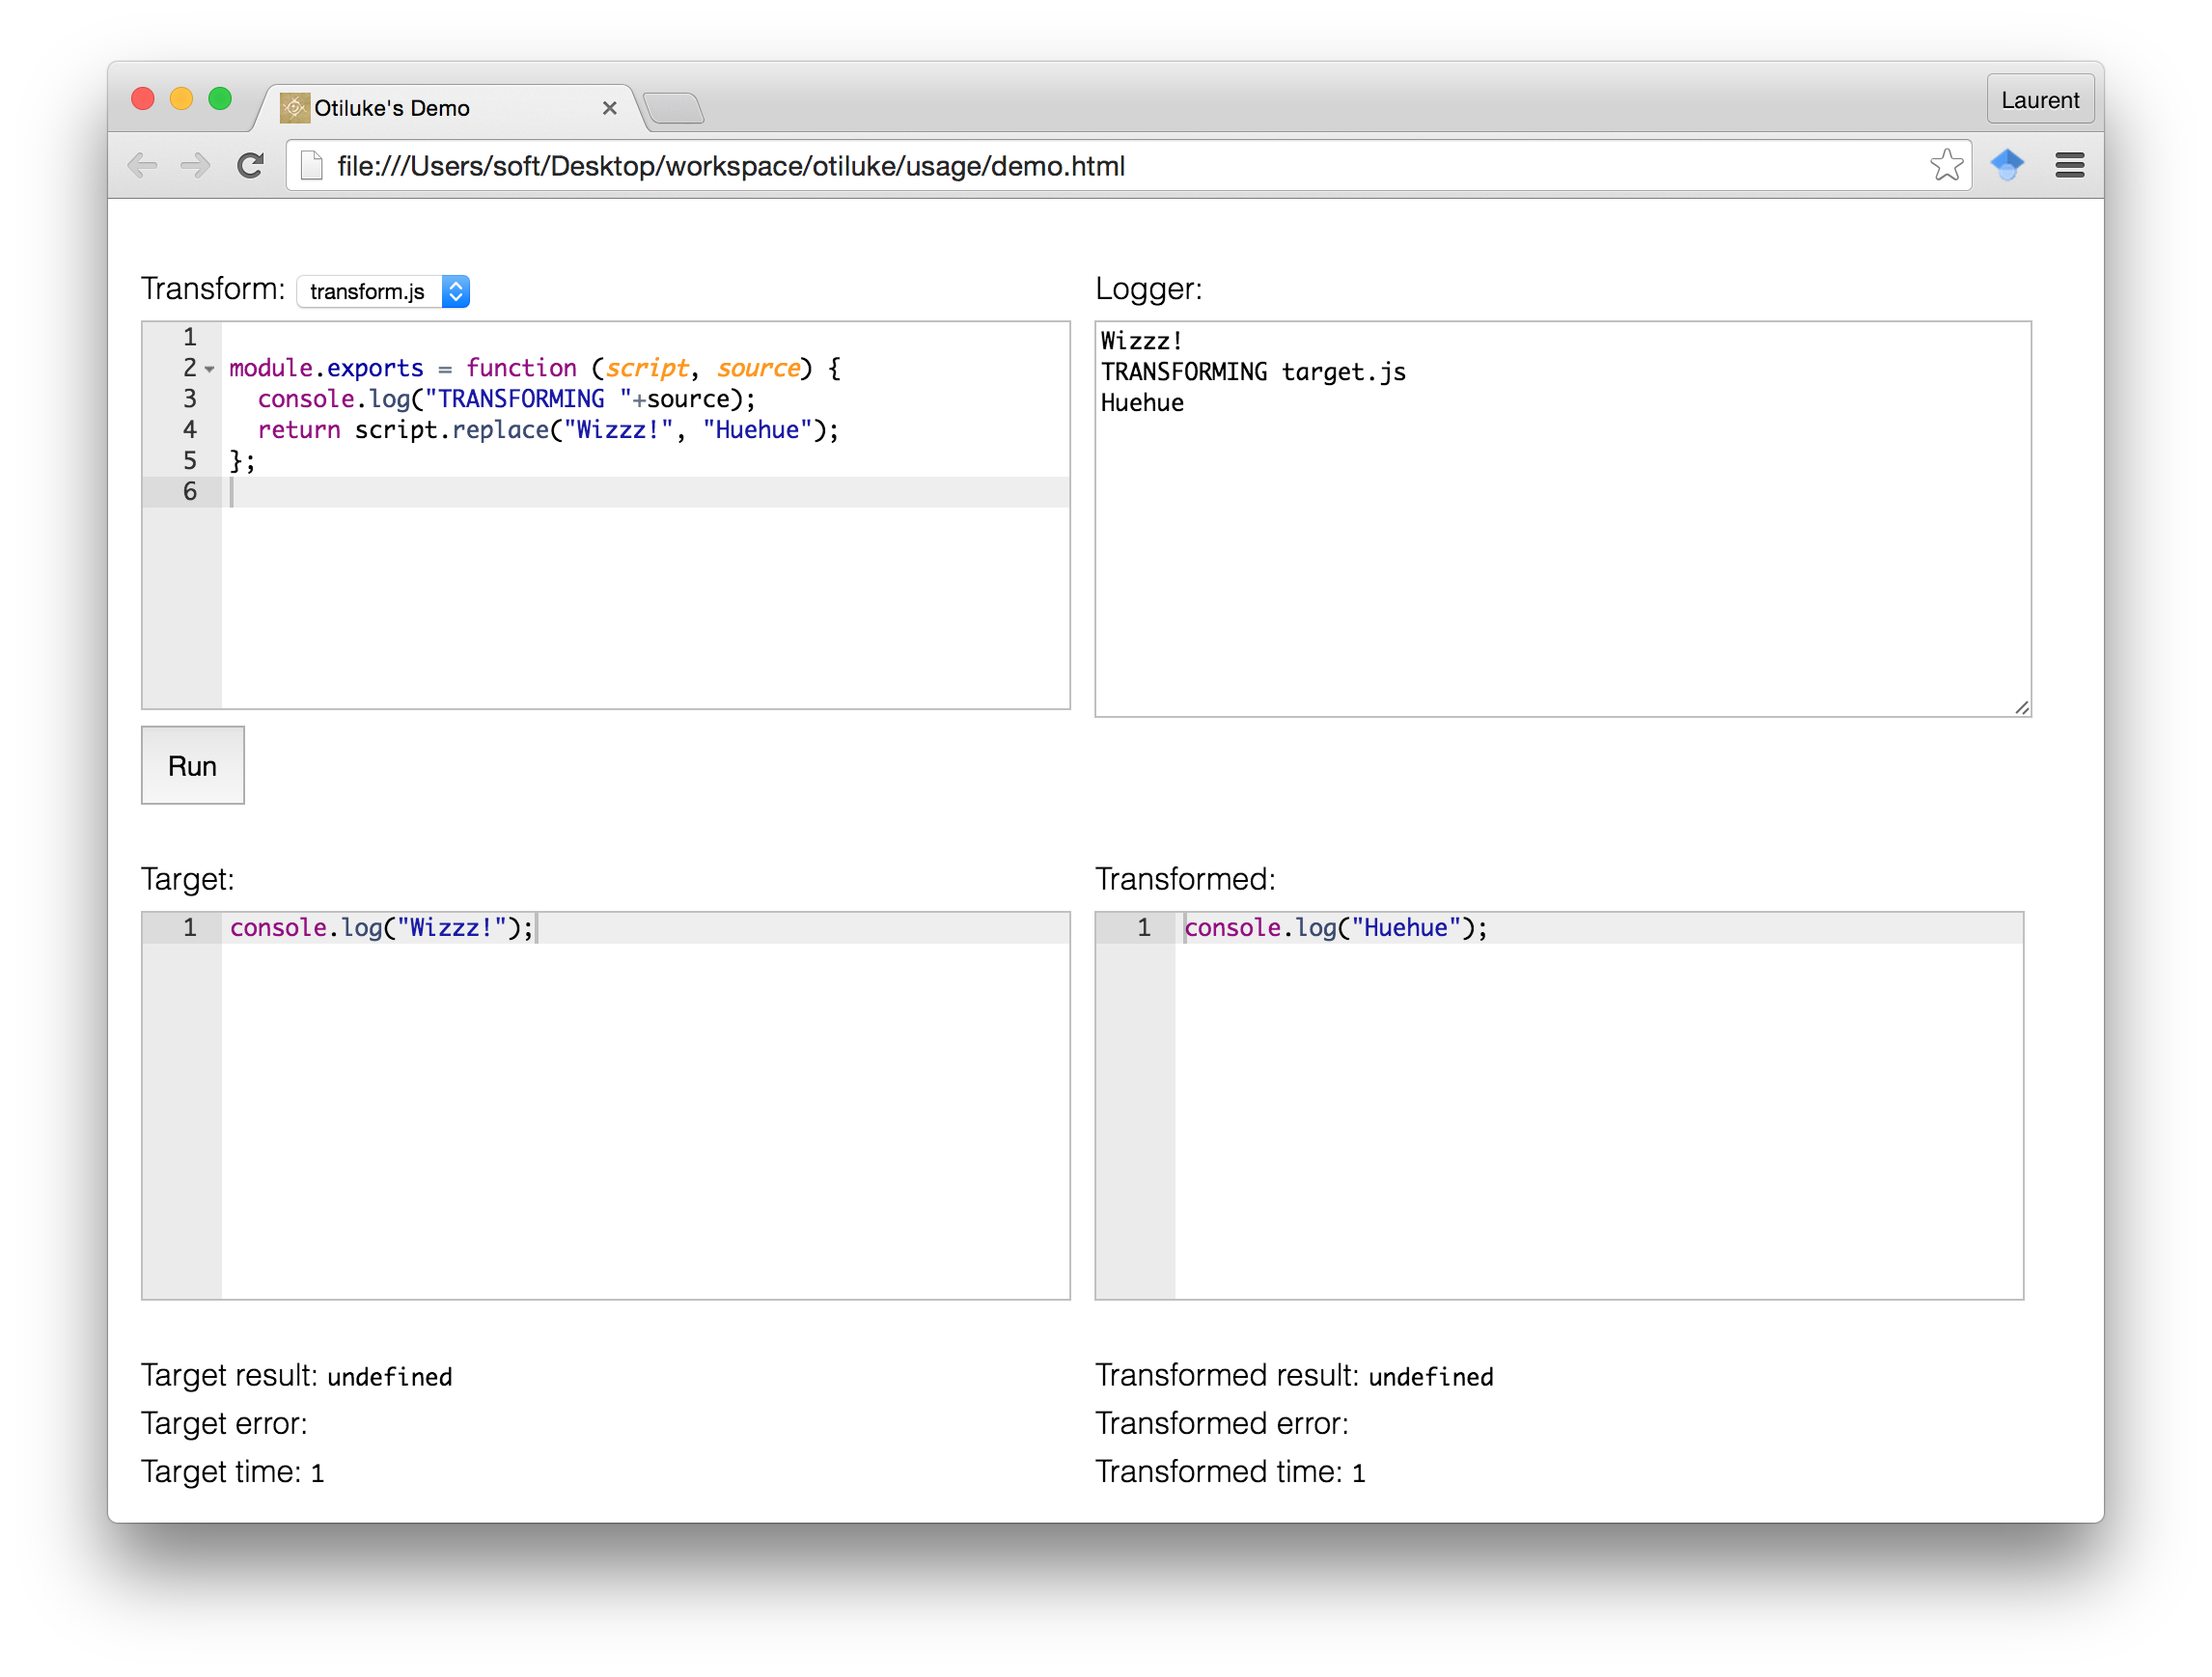 Otiluke's Demo
Laurent
file:///Users/soft/Desktop/workspace/otiluke/usage/demo.html
Transform: transform.js
1
2 module.exports = function (script, source) {
3   console.log("TRANSFORMING "+source);
4   return script.replace("Wizzz!", "Huehue");
5 };
6
Logger:
Wizzz!
TRANSFORMING target.js
Huehue
Run
Target:
1 console.log("Wizzz!");
Transformed:
1 console.log("Huehue");
Target result: undefined
Target error:
Target time: 1
Transformed result: undefined
Transformed error:
Transformed time: 1